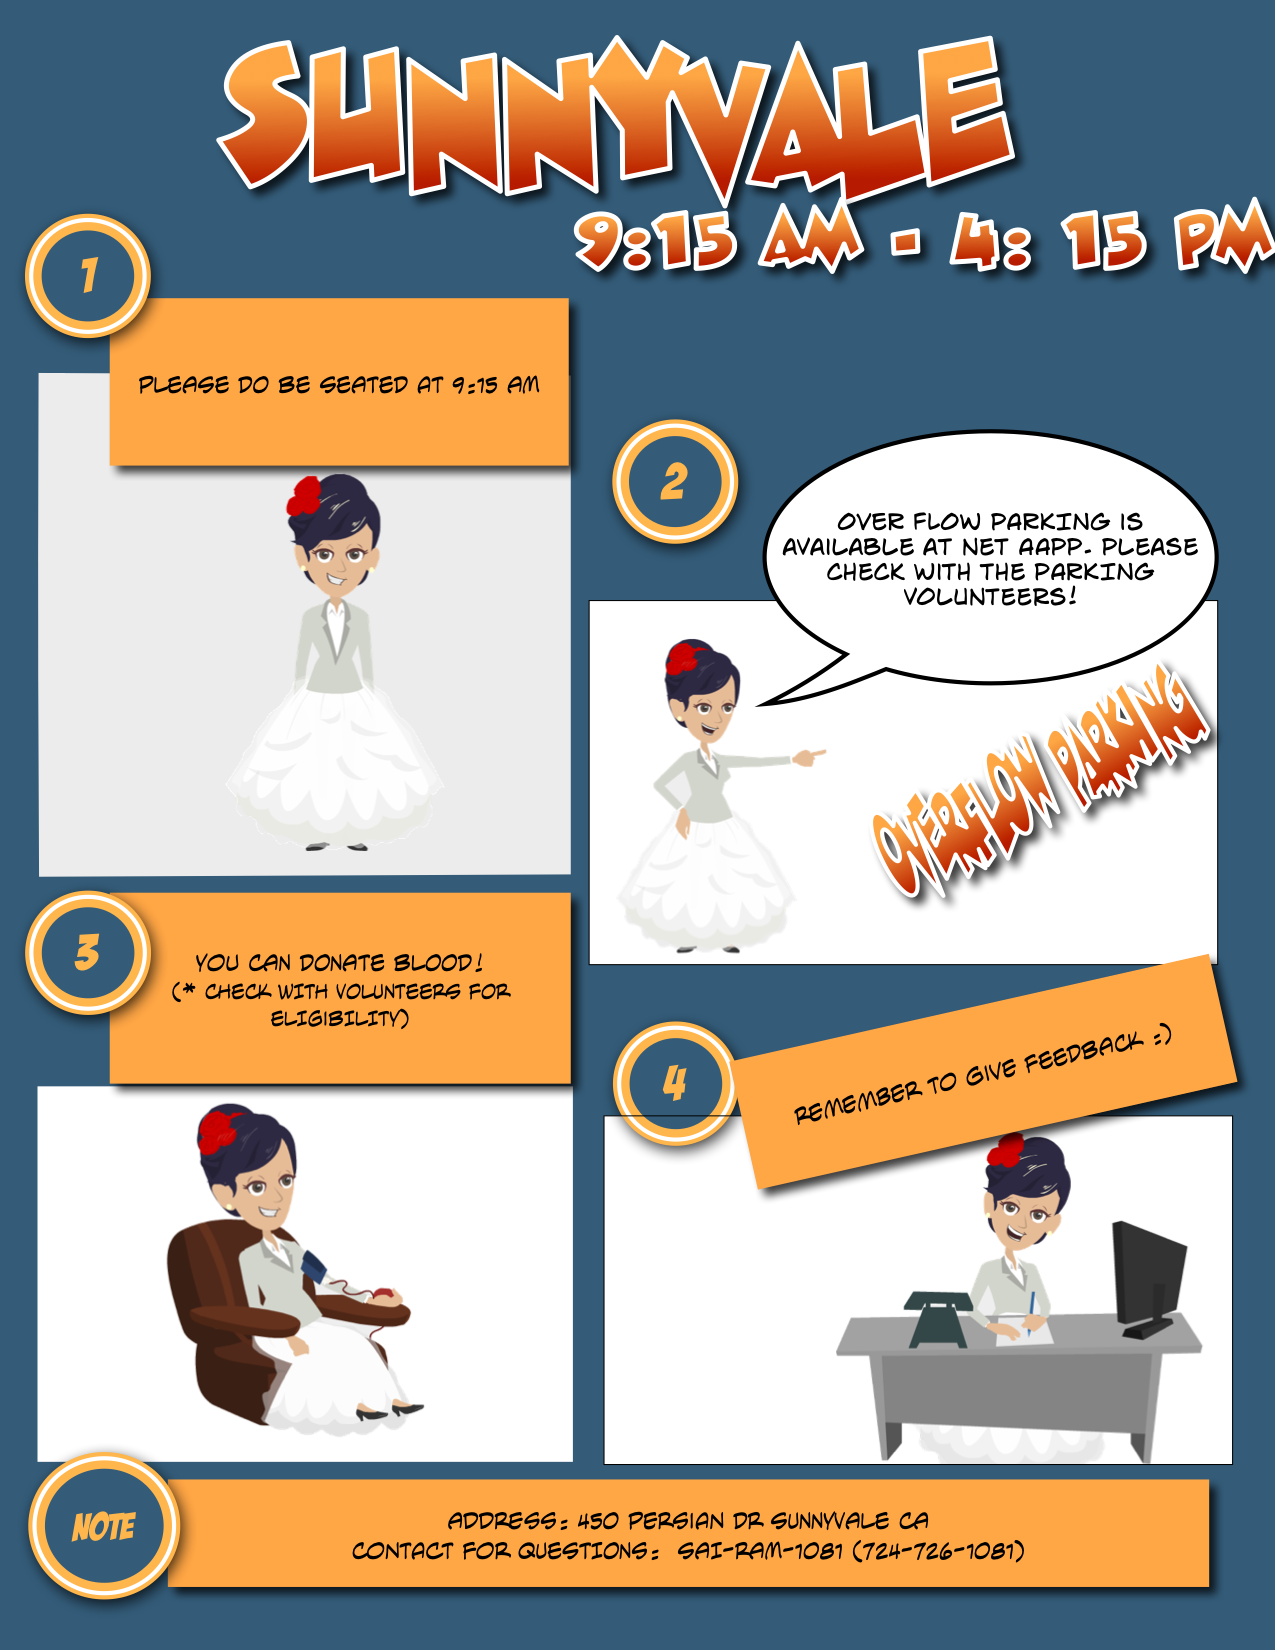 SUNNYVALE
9:15 AM - 4: 15 PM
1
PLEASE DO BE SEATED AT 9:15 AM
2
OVER FLOW PARKING IS
AVAILABLE AT NET AAPP. PLEASE
CHECK WITH THE PARKING
VOLUNTEERS!
OVERFLOW PARKING
3
YOU CAN DONATE BLOOD!
(* CHECK WITH VOLUNTEERS FOR
ELIGIBILITY)
4
REMEMBER TO GIVE FEEDBACK :)
NOTE
ADDRESS: 450 PERSIAN DR SUNNYVALE CA
CONTACT FOR QUESTIONS: SAI-RAM-1081 (724-726-1081)